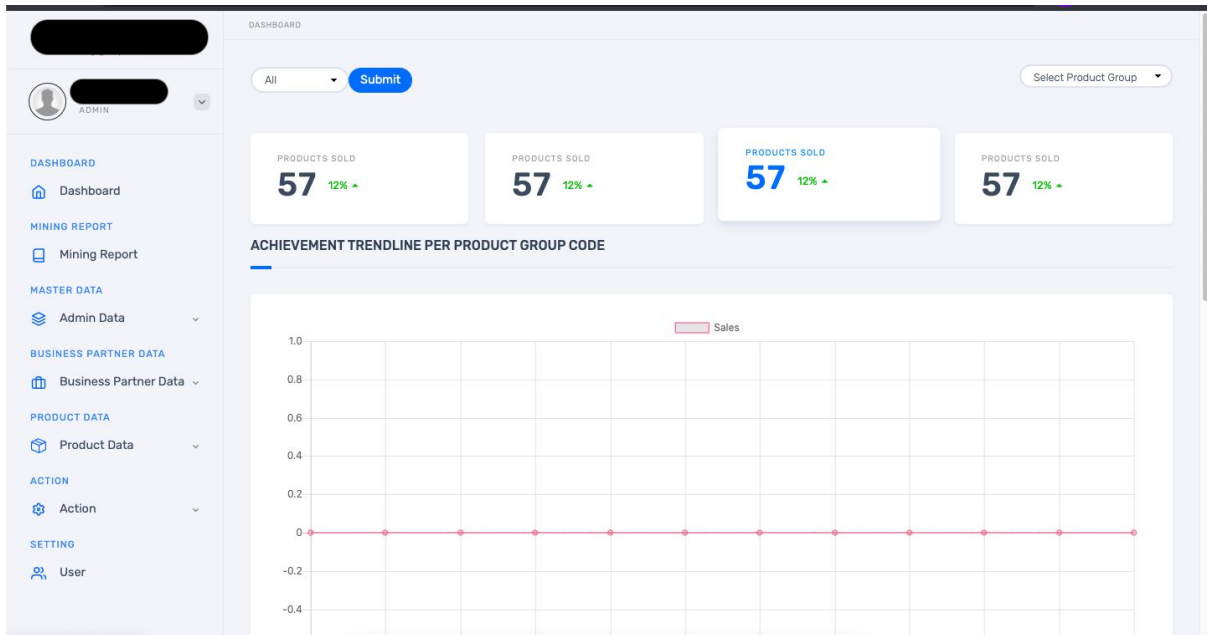 DASHBOARD
All
Submit
Select Product Group
ADMIN
DASHBOARD
Dashboard
MINING REPORT
Mining Report
MASTER DATA
Admin Data
BUSINESS PARTNER DATA
Business Partner Data
PRODUCT DATA
Product Data
ACTION
Action
SETTING
User
PRODUCTS SOLD
57 12%
PRODUCTS SOLD
57 12%
PRODUCTS SOLD
57 12%
PRODUCTS SOLD
57 12%
ACHIEVEMENT TRENDLINE PER PRODUCT GROUP CODE
Sales
1.0
0.8
0.6
0.4
0.2
0
-0.2
-0.4